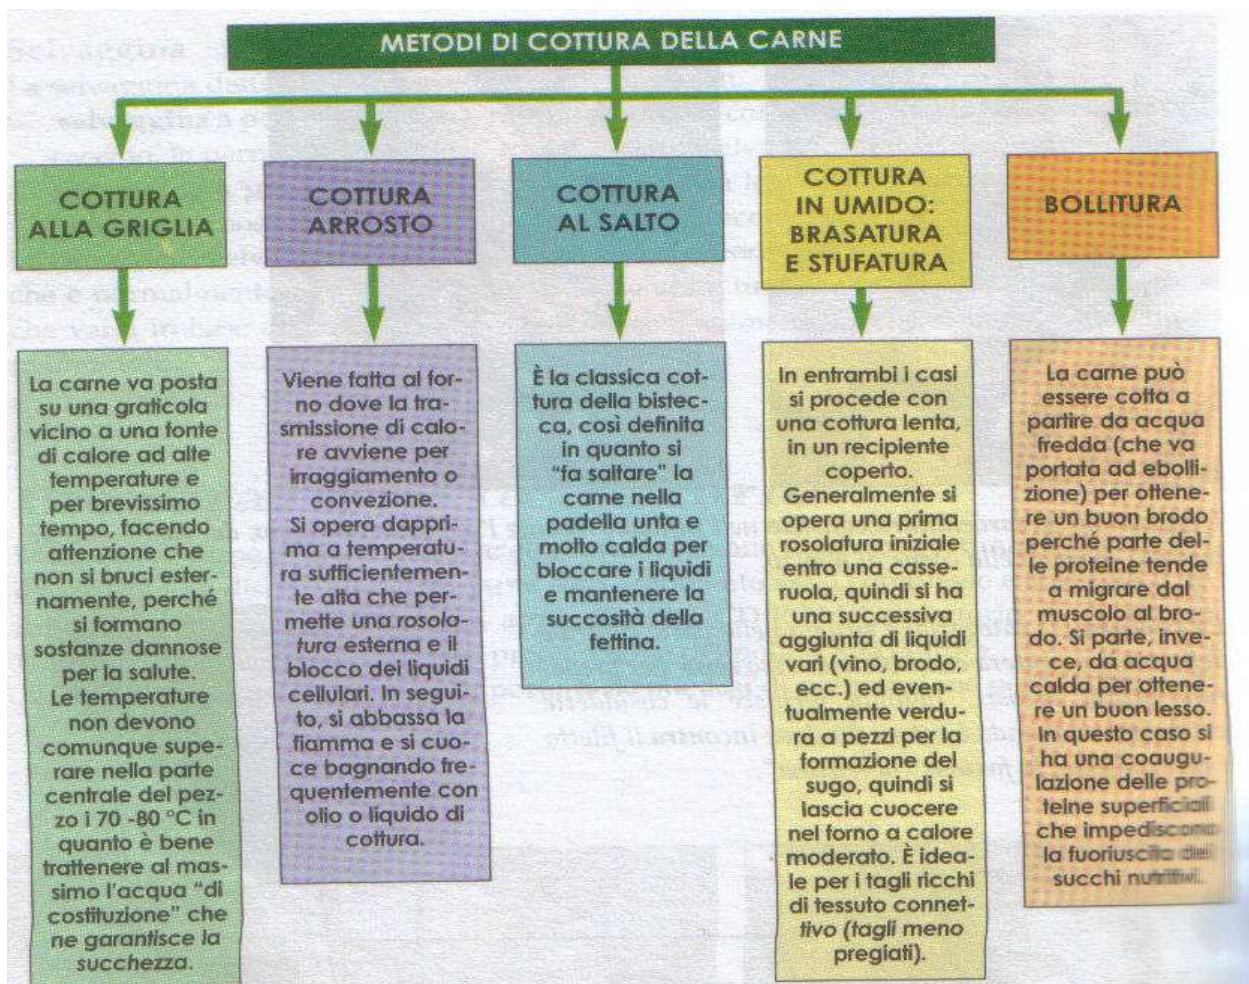 METODI DI COTTURA DELLA CARNE
COTTURA
ALLA GRIGLIA
La carne va posta
su una graticola
vicino a una fonte
di calore ad alte
temperature e
per brevissimo
tempo, facendo
attenzione che
non si bruci ester-
namente, perché
si formano
sostanze dannose
per la salute.
Le temperature
non devono
comunque supe-
rare nella parte
centrale del pez-
zo i 70 -80 °C in
quanto è bene
trattenere al mas-
simo l'acqua “di
costituzione” che
ne garantisce la
succhezza.
COTTURA
ARROSTO
Viene fatta al for-
no dove la tra-
smissione di calo-
re avviene per
irraggiamento o
convezione.
Si opera dappri-
ma a temperatu-
ra sufficientemen-
te alta che per-
mette una rosola-
tura esterna e il
blocco dei liquidi
cellulari. In segui-
to, si abbassa la
fiamma e si cuo-
ce bagnando fre-
quentemente con
olio o liquido di
cottura.
COTTURA
AL SALTO
È la classica cot-
tura della bistec-
ca, così definita
in quanto si
“fa saltare” la
carne nella
padella unta e
molto calda per
bloccare i liquidi
e mantenere la
succosità della
fettina.
COTTURA
IN UMIDO:
BRASATURA
E STUFATURA
In entrambi i casi
si procede con
una cottura lenta,
in un recipiente
coperto.
Generalmente si
opera una prima
rosolatura iniziale
entro una casse-
ruola, quindi si ha
una successiva
aggiunta di liquidi
vari (vino, brodo,
ecc.) ed even-
tualmente verdu-
ra a pezzi per la
formazione del
sugo, quindi si
lascia cuocere
nel forno a calore
moderato. È idea-
le per i tagli ricchi
di tessuto connet-
tivo (tagli meno
pregiati).
BOLLITURA
La carne può
essere cotta a
partire da acqua
fredda (che va
portata ad ebolli-
zione) per ottene-
re un buon brodo
perché parte del-
le proteine tende
a migrare dal
muscolo al bro-
do. Si parte, inve-
ce, da acqua
calda per ottene-
re un buon lesso.
In questo caso si
ha una coaugu-
lazione delle pro-
teine superficiali
che impediscono
la fuoriuscita dei
succhi nutritivi.